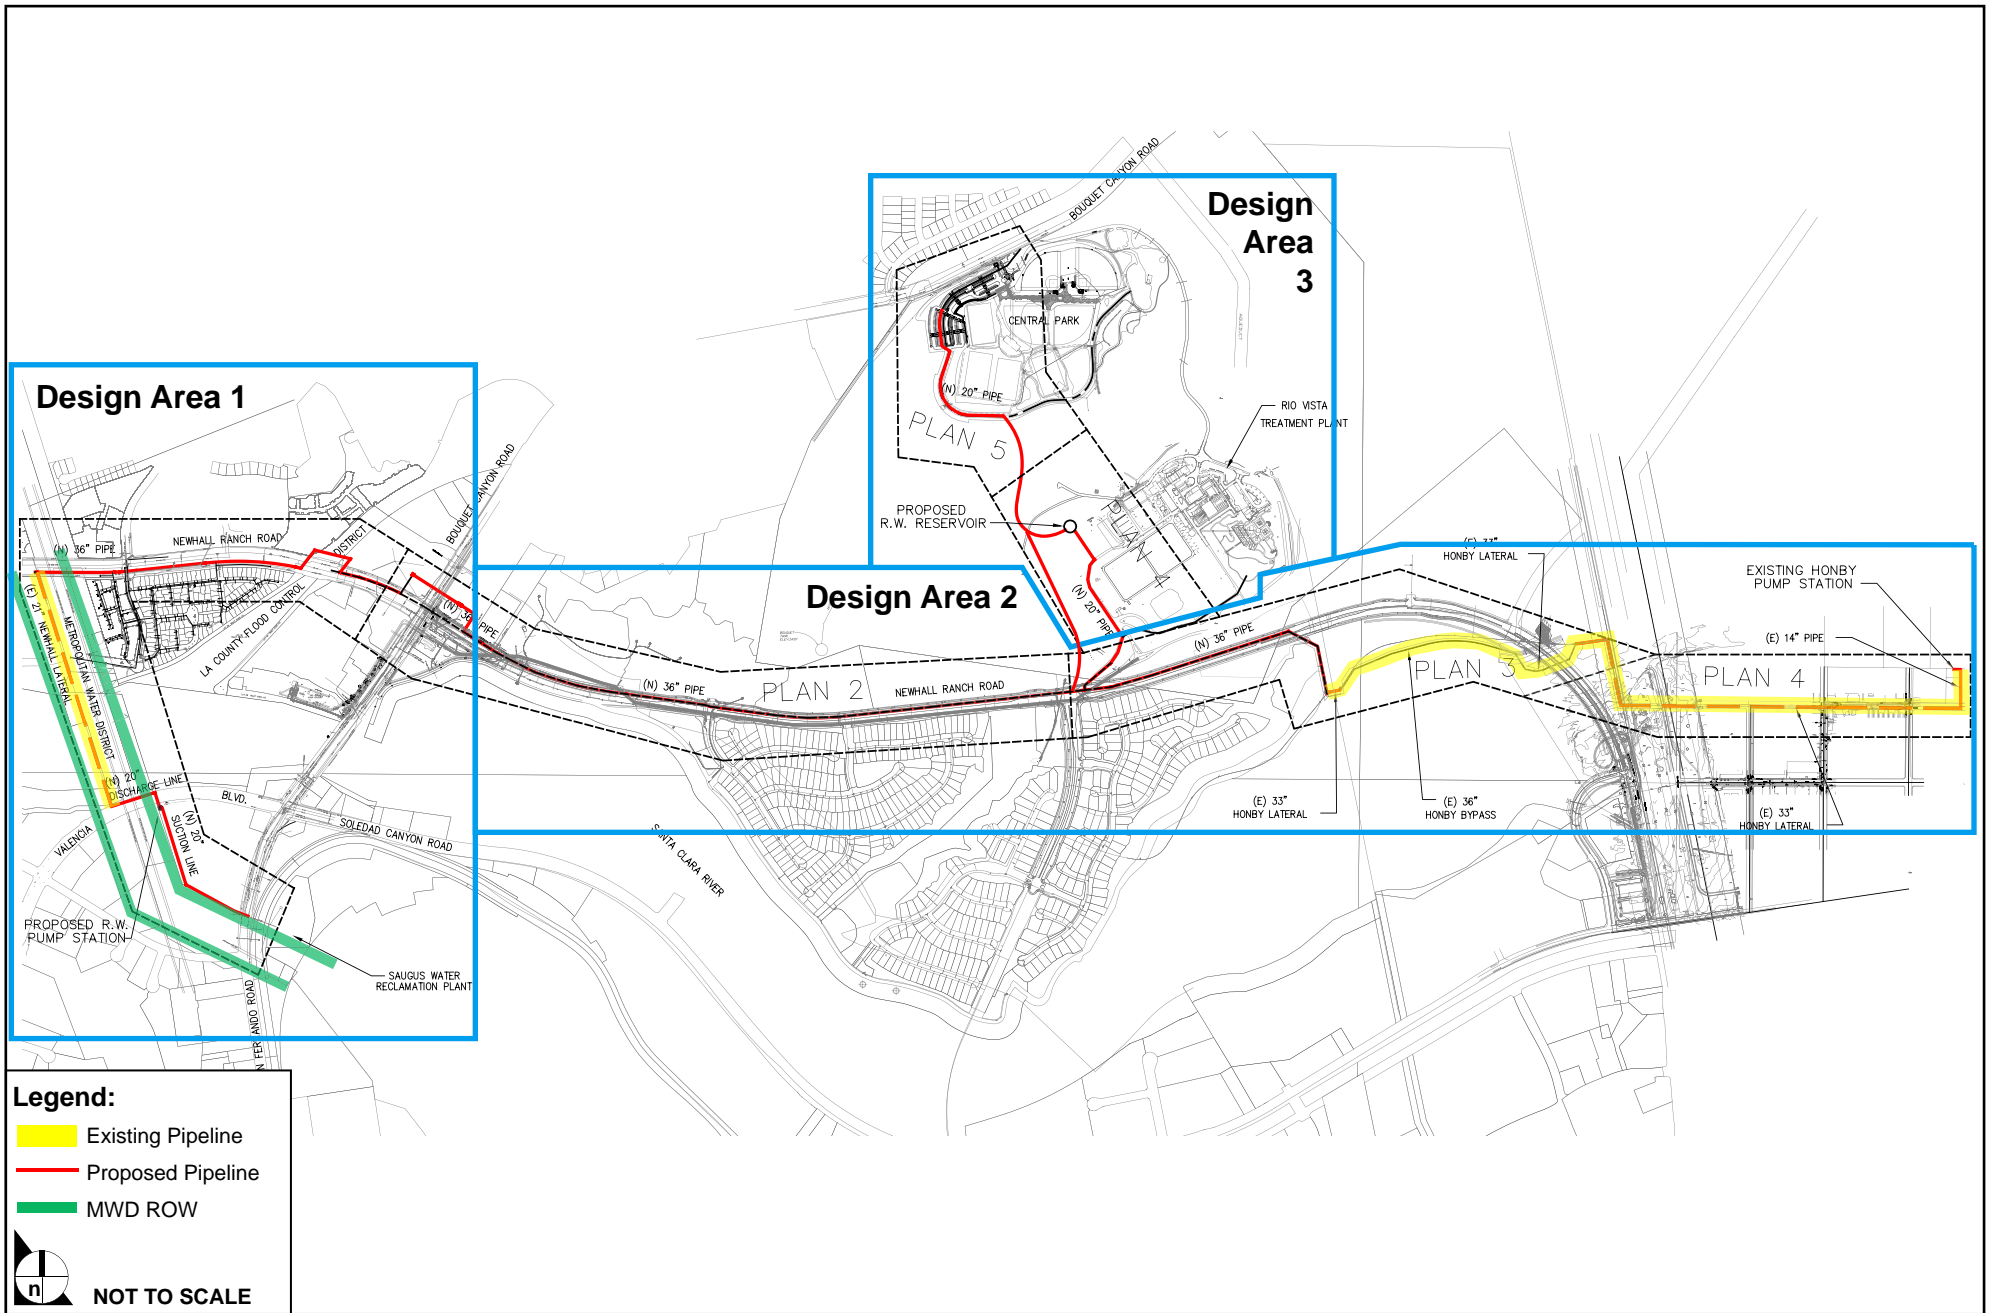 Design
Area
3
BOUQUET CANYON ROAD
CENTRAL PARK
(N) 20" PIPE
PLAN 5
RIO VISTA
TREATMENT PLANT
PROPOSED
R.W. RESERVOIR
PLAN 4
(N) 20" PIPE
Design Area 1
BOUQUET CANYON ROAD
(N) 36" PIPE
NEWHALL RANCH ROAD
DISTRICT
LA COUNTY FLOOD CONTROL
(E) 21" NEWHALL LATERAL
METROPOLITAN WATER DISTRICT
(N) 36" PIPE
(N) 20"
DISCHARGE LINE
BLVD.
VALENCIA
(N) 20"
SUCTION LINE
SOLEDAD CANYON ROAD
PROPOSED R.W.
PUMP STATION
SAUGUS WATER
RECLAMATION PLANT
N FERNANDO ROAD
Design Area 2
(E) 33"
HONBY LATERAL
EXISTING HONBY
PUMP STATION
(E) 14" PIPE
(N) 36" PIPE
(N) 36" PIPE
PLAN 2
NEWHALL RANCH ROAD
PLAN 3
PLAN 4
(E) 33"
HONBY LATERAL
(E) 36"
HONBY BYPASS
(E) 33"
HONBY LATERAL
SANTA CLARA RIVER
Legend:
Existing Pipeline
Proposed Pipeline
MWD ROW
n
NOT TO SCALE